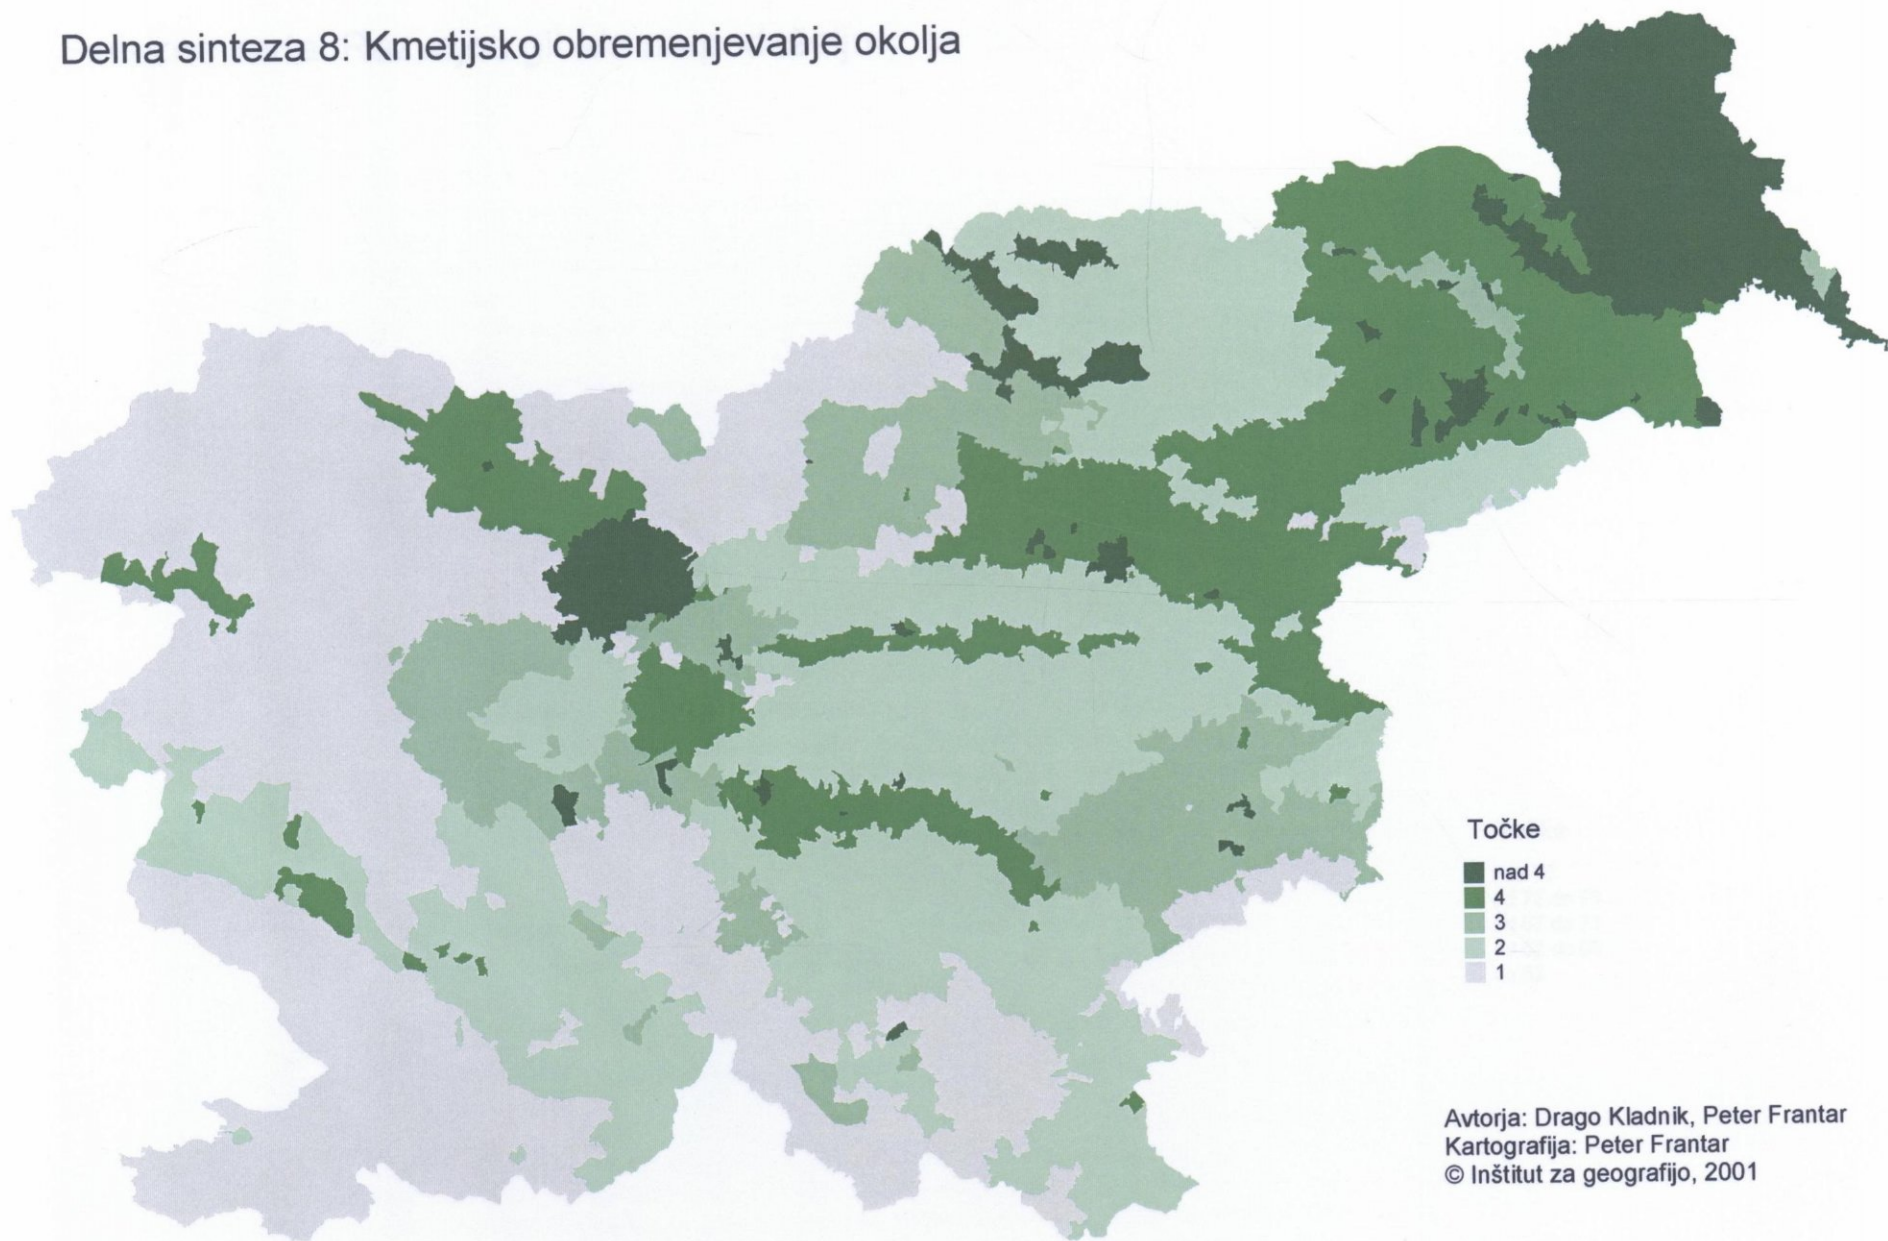 Delna sinteza 8: Kmetijsko obremenjevanje okolja
Točke
nad 4
4
3
2
1
Avtorja: Drago Kladnik, Peter Frantar
Kartografija: Peter Frantar
© Inštitut za geografijo, 2001